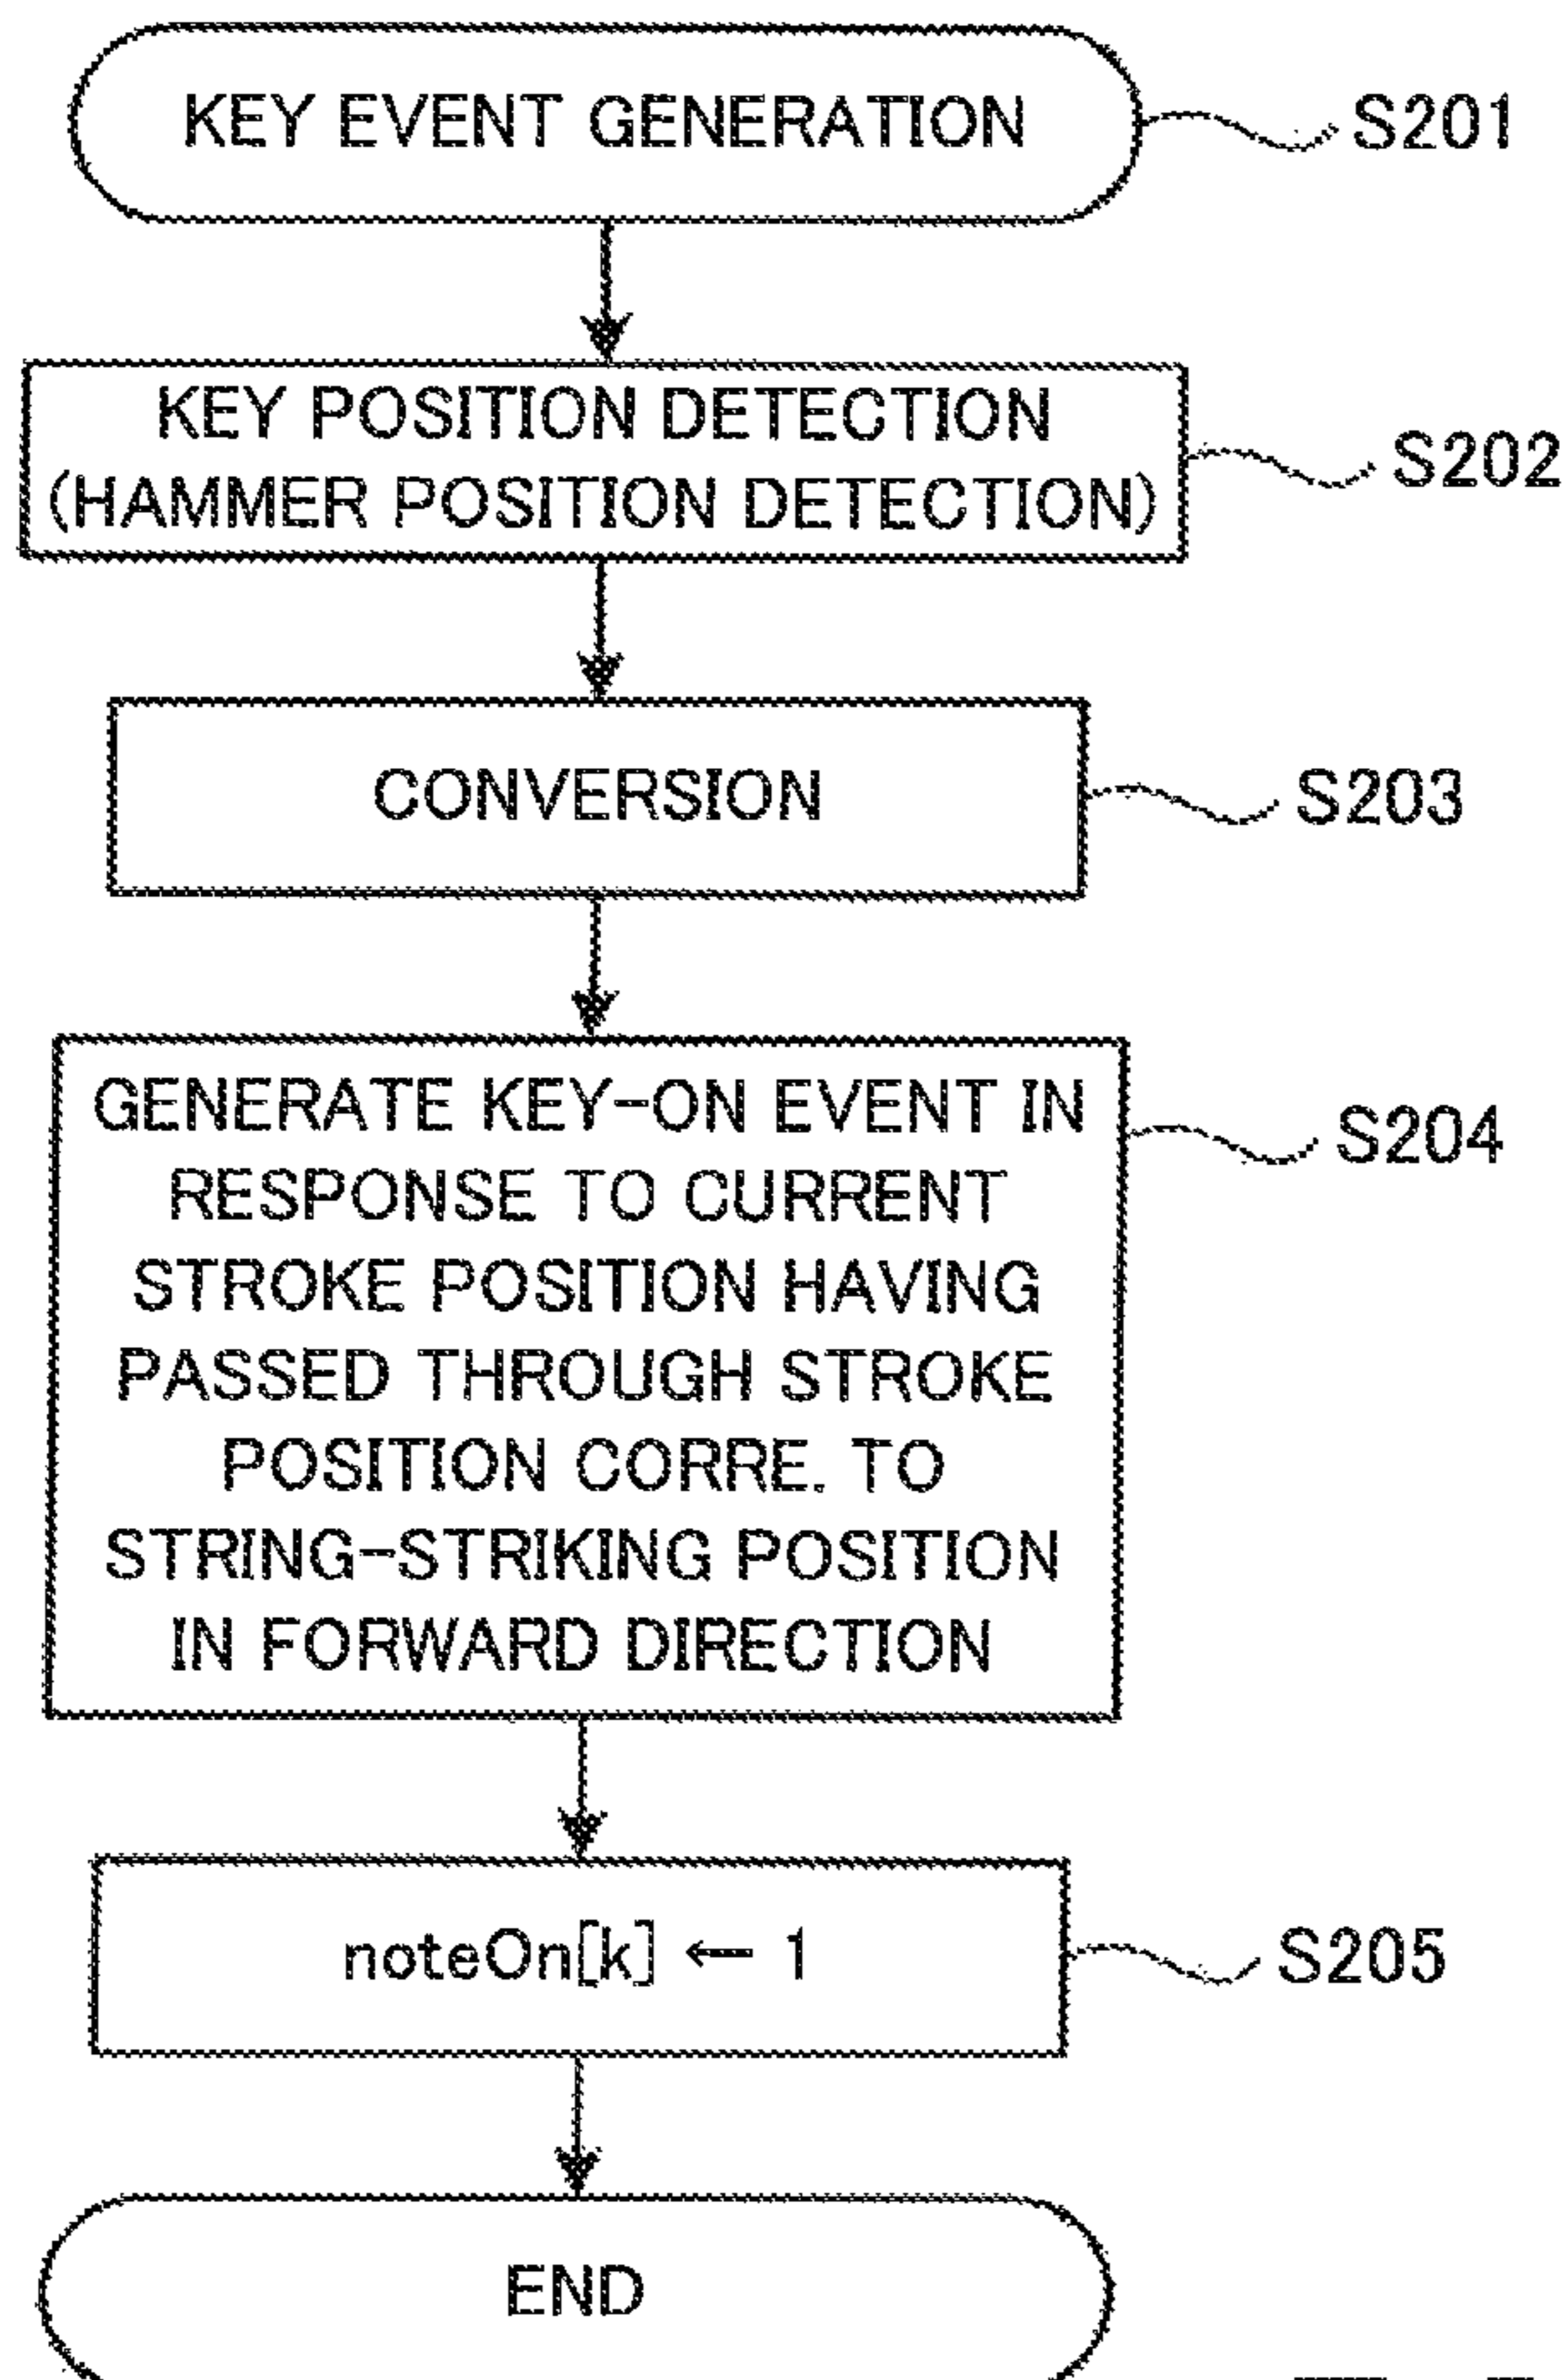 KEY EVENT GENERATION
S201
KEY POSITION DETECTION
(HAMMER POSITION DETECTION)
S202
CONVERSION
S203
GENERATE KEY-ON EVENT IN
RESPONSE TO CURRENT
STROKE POSITION HAVING
PASSED THROUGH STROKE
POSITION CORRE. TO
STRING-STRIKING POSITION
IN FORWARD DIRECTION
S204
noteOn[k] ← 1
S205
END